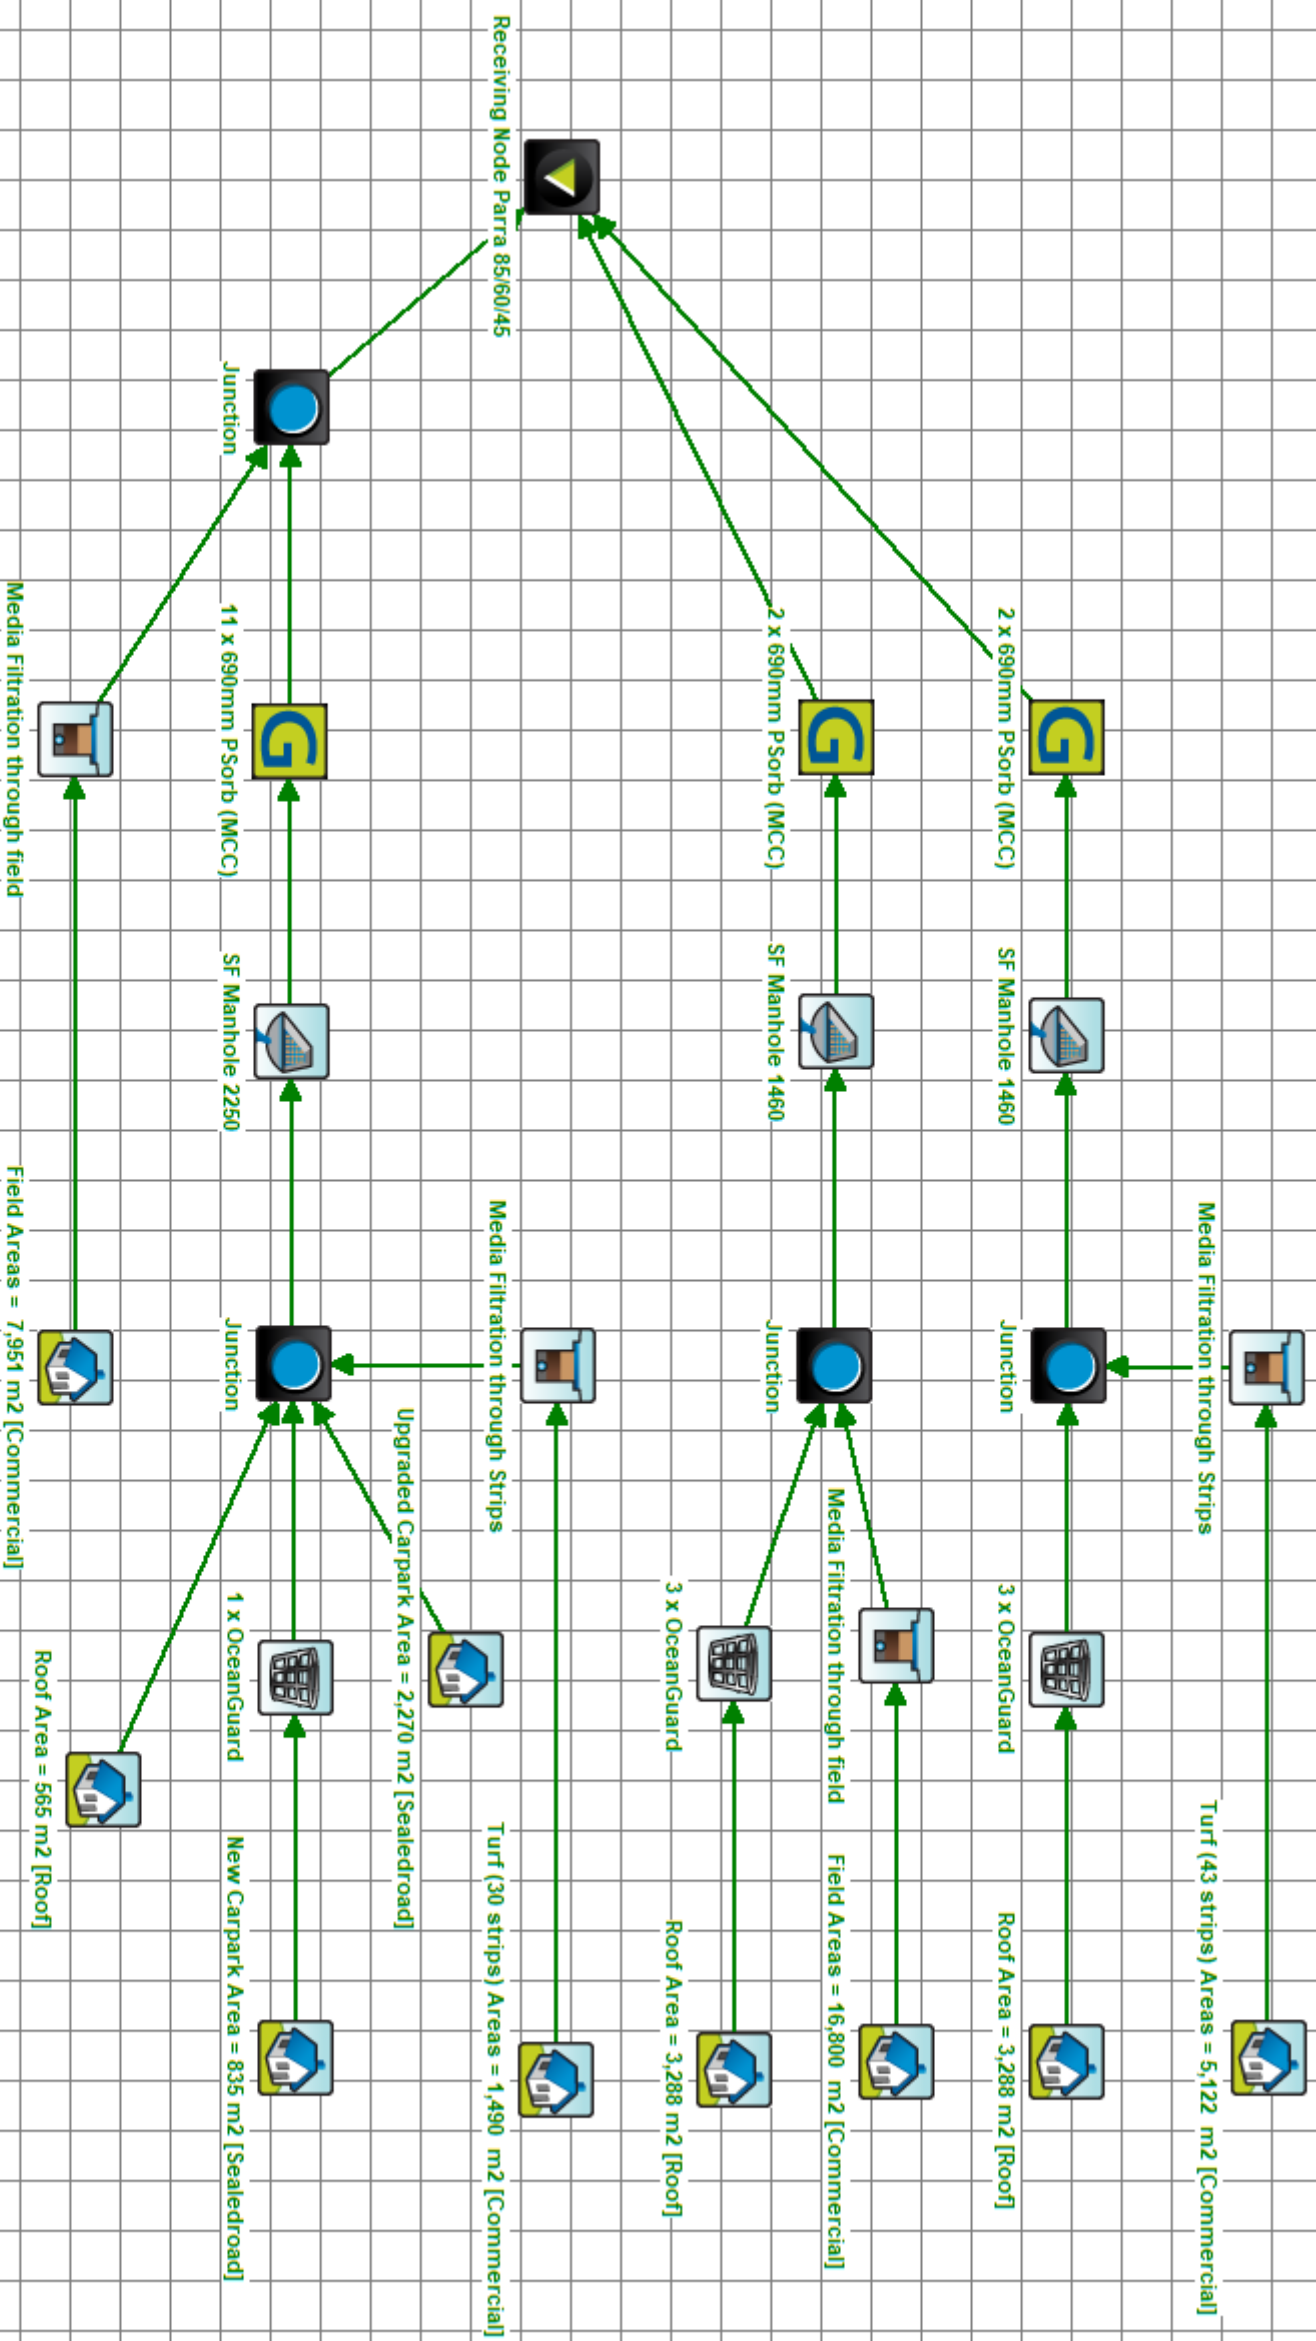 Turf (43 strips) Areas = 5,122 m2 [Commercial]
Media Filtration through Strips
Roof Area = 3,288 m2 [Roof]
3 x OceanGuard
Junction
SF Manhole 1460
2 x 690mm PSorb (MCC)
Field Areas = 16,800 m2 [Commercial]
Media Filtration through field
Roof Area = 3,288 m2 [Roof]
3 x OceanGuard
Junction
SF Manhole 1460
2 x 690mm PSorb (MCC)
Receiving Node Parra 85/60/45
Turf (30 strips) Areas = 1,490 m2 [Commercial]
Media Filtration through Strips
Upgraded Carpark Area = 2,270 m2 [Sealedroad]
New Carpark Area = 835 m2 [Sealedroad]
1 x OceanGuard
Junction
SF Manhole 2250
11 x 690mm PSorb (MCC)
Junction
Roof Area = 565 m2 [Roof]
Field Areas = 7,951 m2 [Commercial]
Media Filtration through field